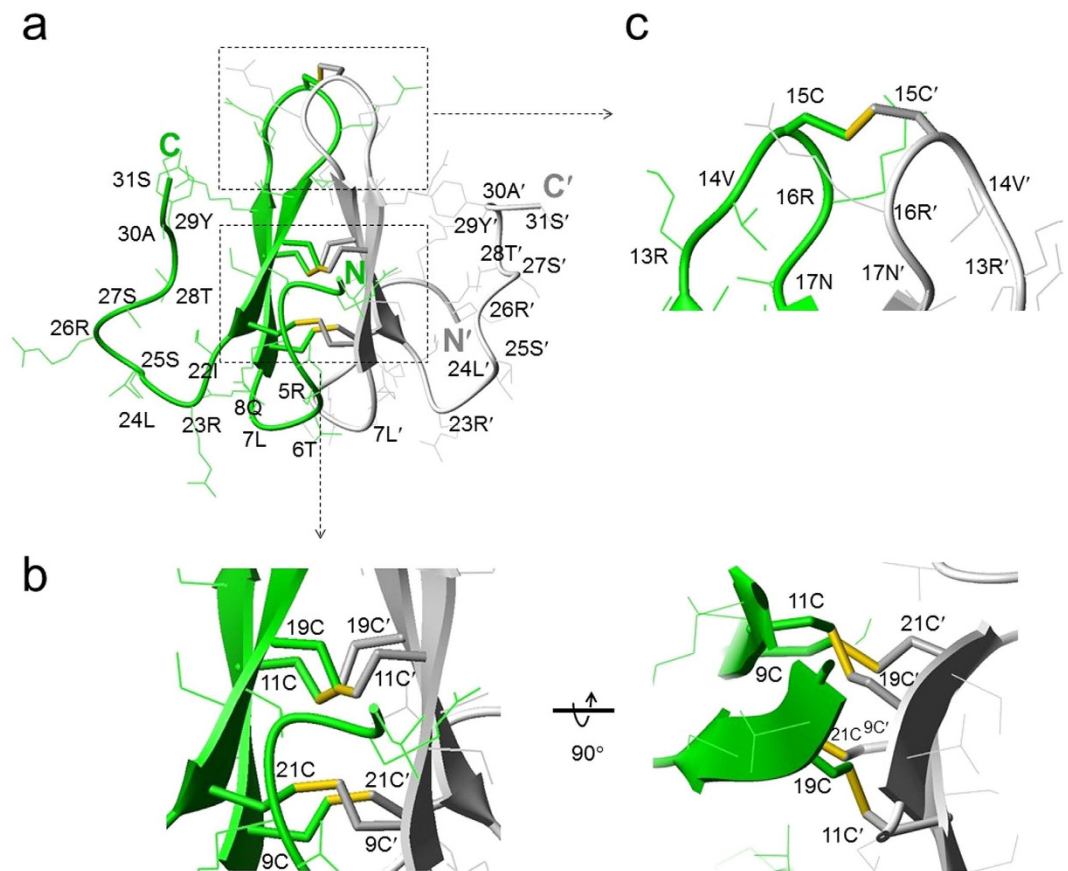 a
C
31S
29Y
30A
27S
28T
26R
25S
22I
24L
23R
8Q
7L
5R
6T
N
N′
7L′
23R′
24L′
25S′
26R′
27S′
28T′
29Y′
30A′
31S′
C′
c
15C
15C′
14V
16R
16R′
14V′
13R
17N
17N′
13R′
b
19C
19C′
11C
11C′
21C
21C′
9C
9C′
90°
11C
21C′
9C
19C′
21C
9C′
19C
11C′